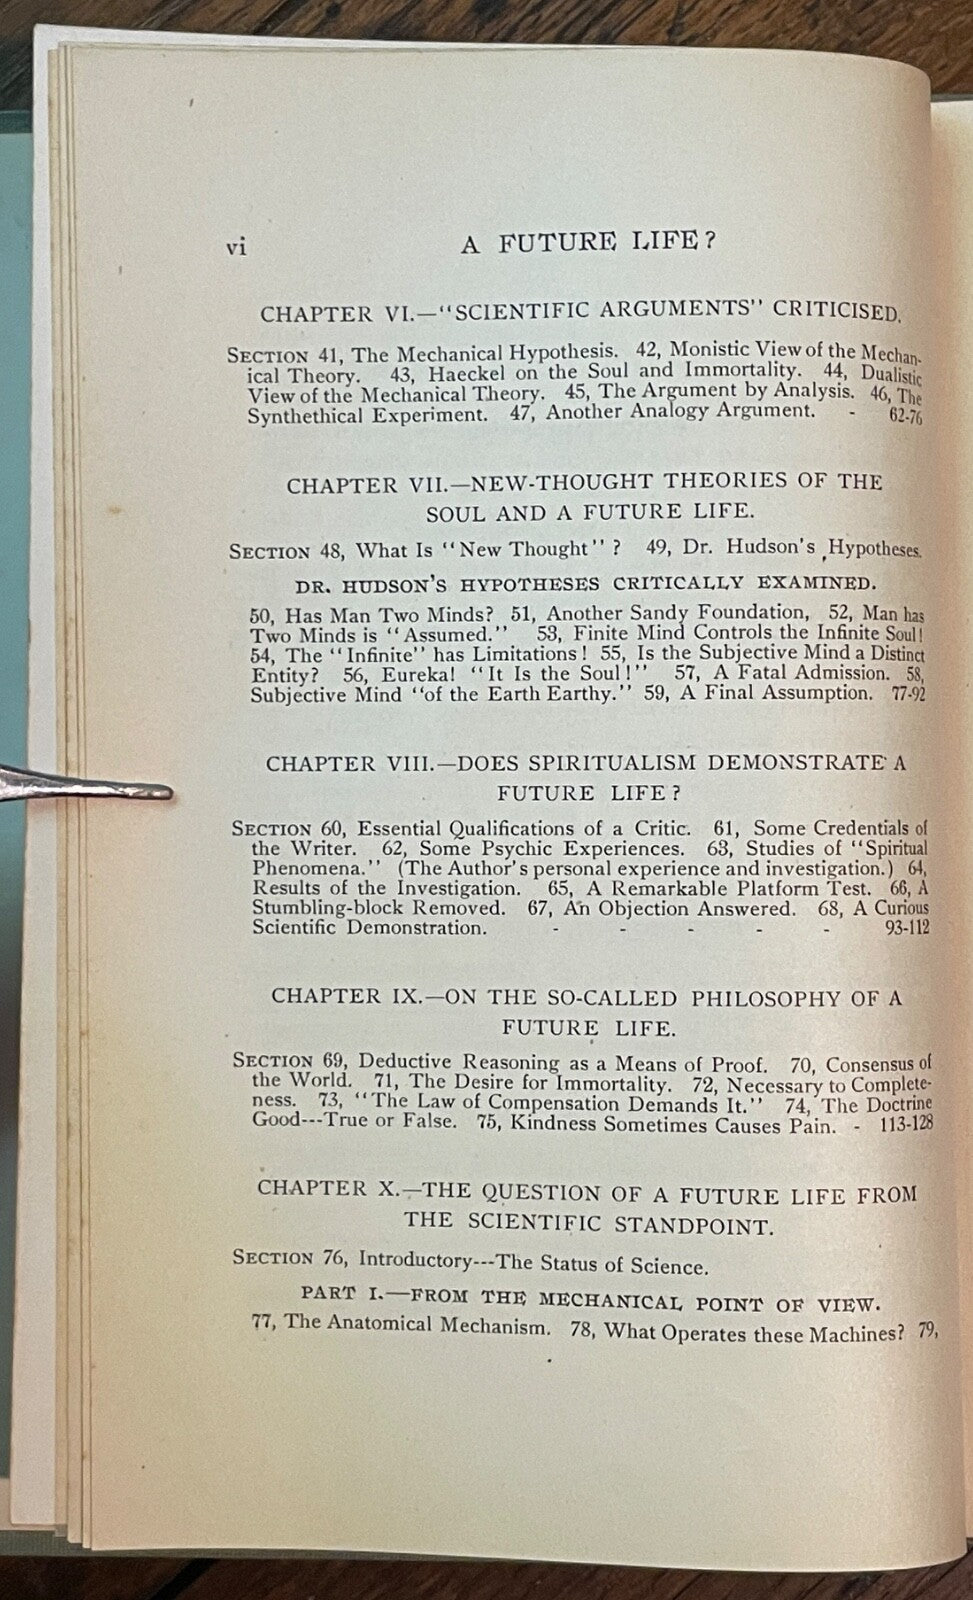 vi A FUTURE LIFE?
CHAPTER VI.—"SCIENTIFIC ARGUMENTS" CRITICISED.
SECTION 41, The Mechanical Hypothesis. 42, Monistic View of the Mechan-
ical Theory. 43, Haeckel on the Soul and Immortality. 44, Dualistic
View of the Mechanical Theory. 45, The Argument by Analysis. 46, The
Synthethical Experiment. 47, Another Analogy Argument. - 62-76
CHAPTER VII.—NEW-THOUGHT THEORIES OF THE
SOUL AND A FUTURE LIFE.
SECTION 48, What Is "New Thought"? 49, Dr. Hudson's Hypotheses.
DR. HUDSON'S HYPOTHESES CRITICALLY EXAMINED.
50, Has Man Two Minds? 51, Another Sandy Foundation, 52, Man has
Two Minds is "Assumed." 53, Finite Mind Controls the Infinite Soul!
54, The "Infinite" has Limitations! 55, Is the Subjective Mind a Distinct
Entity? 56, Eureka! "It Is the Soul!" 57, A Fatal Admission. 58,
Subjective Mind "of the Earth Earthy." 59, A Final Assumption. 77-92
CHAPTER VIII.—DOES SPIRITUALISM DEMONSTRATE A
FUTURE LIFE?
SECTION 60, Essential Qualifications of a Critic. 61, Some Credentials of
the Writer. 62, Some Psychic Experiences. 63, Studies of "Spiritual
Phenomena." (The Author's personal experience and investigation.) 64,
Results of the Investigation. 65, A Remarkable Platform Test. 66, A
Stumbling-block Removed. 67, An Objection Answered. 68, A Curious
Scientific Demonstration. - - - - - 93-112
CHAPTER IX.—ON THE SO-CALLED PHILOSOPHY OF A
FUTURE LIFE.
SECTION 69, Deductive Reasoning as a Means of Proof. 70, Consensus of
the World. 71, The Desire for Immortality. 72, Necessary to Complete-
ness. 73, "The Law of Compensation Demands It." 74, The Doctrine
Good---True or False. 75, Kindness Sometimes Causes Pain. - 113-128
CHAPTER X.—THE QUESTION OF A FUTURE LIFE FROM
THE SCIENTIFIC STANDPOINT.
SECTION 76, Introductory---The Status of Science.
PART I.—FROM THE MECHANICAL POINT OF VIEW.
77, The Anatomical Mechanism. 78, What Operates these Machines? 79,